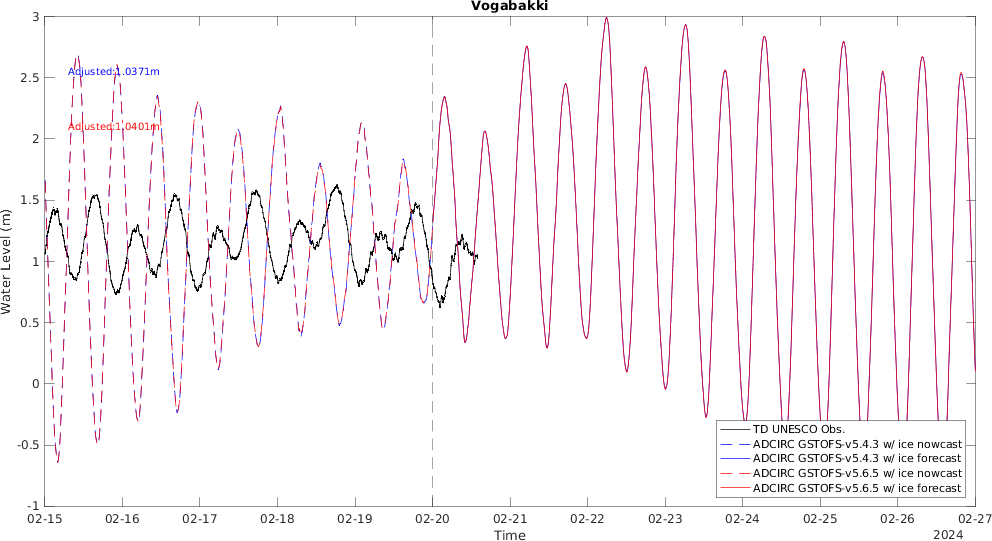 Vogabakki
3
2.5
2
1.5
1
0.5
0
-0.5
-1
Water Level (m)
Adjusted:1.0371m
Adjusted:1.0401m
TD UNESCO Obs.
ADCIRC GSTOFS-v5.4.3 w/ ice nowcast
ADCIRC GSTOFS-v5.4.3 w/ ice forecast
ADCIRC GSTOFS-v5.6.5 w/ ice nowcast
ADCIRC GSTOFS-v5.6.5 w/ ice forecast
02-15 02-16 02-17 02-18 02-19 02-20 02-21 02-22 02-23 02-24 02-25 02-26 02-27
Time
2024